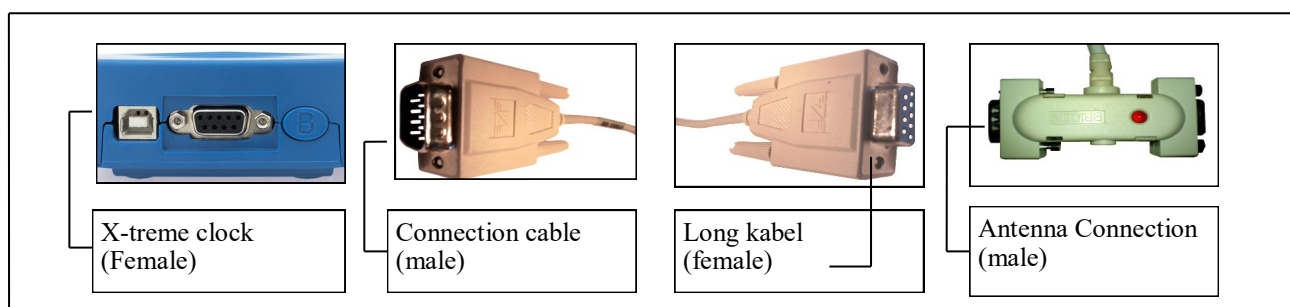 B
X-treme clock
(Female)
Connection cable
(male)
Long kabel
(female)
Antenna Connection
(male)